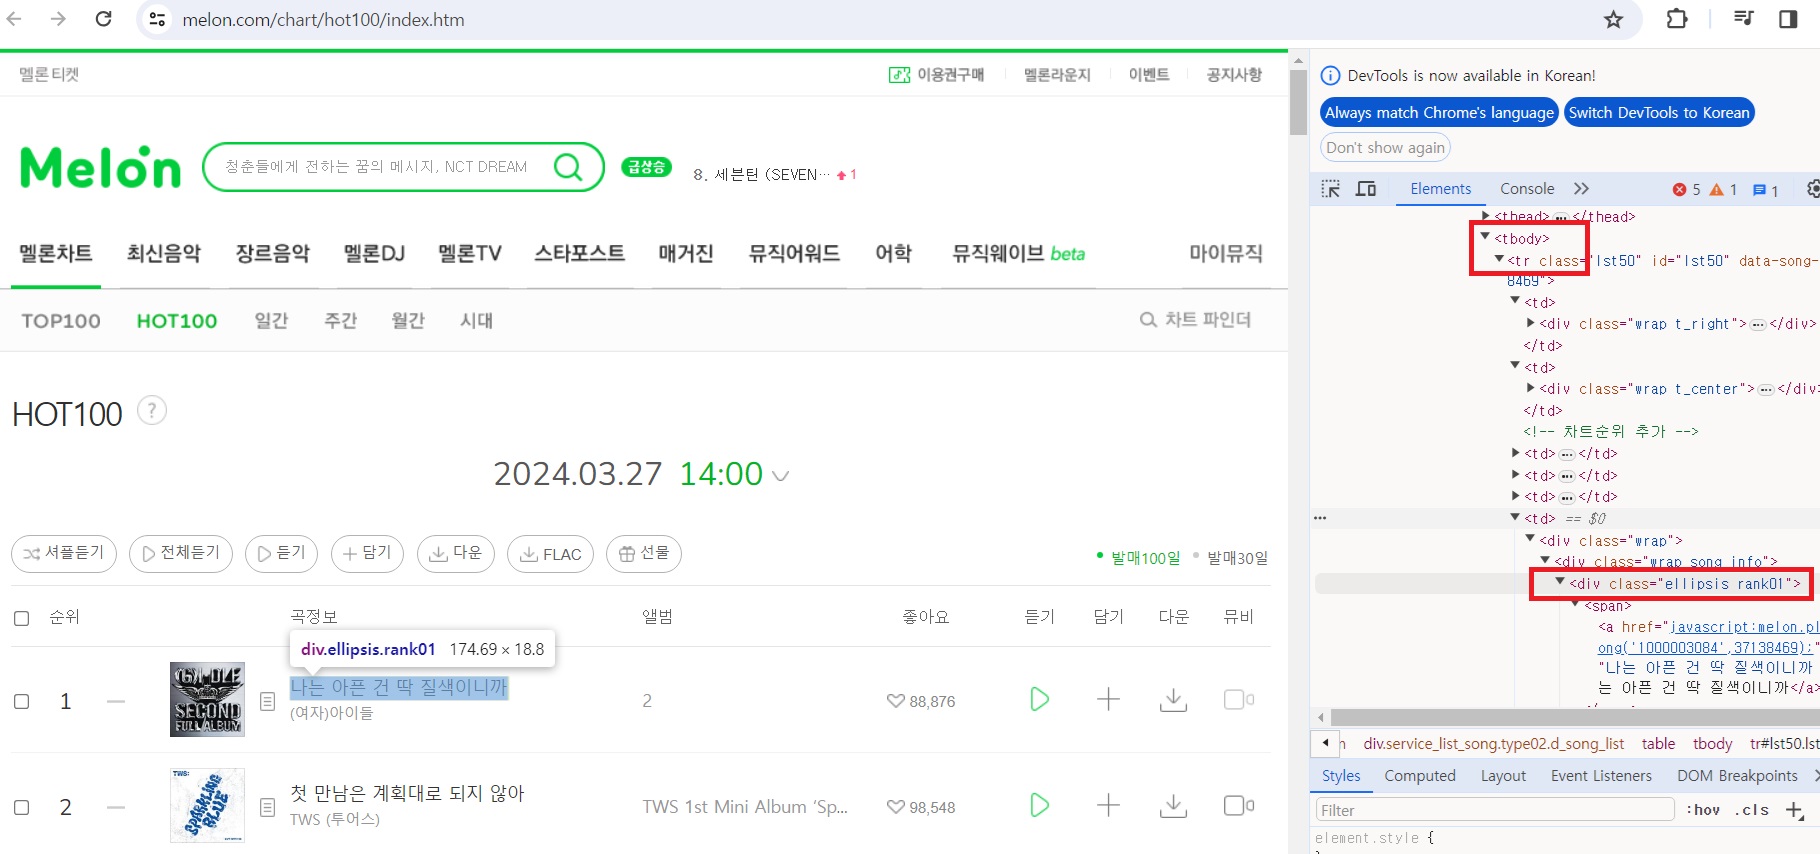 melon.com/chart/hot100/index.htm
멜론티켓
이용권구매 멜론라운지 이벤트 공지사항
Melon
청춘들에게 전하는 꿈의 메시지, NCT DREAM
급상승
8. 세븐틴 (SEVEN… 1
멜론차트 최신음악 장르음악 멜론DJ 멜론TV 스타포스트 매거진 뮤직어워드 어학 뮤직웨이브 beta 마이뮤직
TOP100 HOT100 일간 주간 월간 시대 차트 파인더
HOT100 ?
2024.03.27 14:00
셔플듣기 전체듣기 듣기 담기 다운 FLAC 선물
발매100일 발매30일
순위 곡정보 앨범 좋아요 듣기 담기 다운 뮤비
div.ellipsis.rank01 174.69 × 18.8
1
(G)I-DLE
SECOND
FULL ALBUM
나는 아픈 건 딱 질색이니까
(여자)아이들
2
88,876
2
TWS:
SPARKLING
BLUE
첫 만남은 계획대로 되지 않아
TWS (투어스)
TWS 1st Mini Album ‘Sp...
98,548
DevTools is now available in Korean!
Always match Chrome's language Switch DevTools to Korean
Don't show again
Elements Console 5 1 1
<thead> … </thead>
<tbody>
<tr class="lst50" id="lst50" data-song-
8469">
<td>
<div class="wrap t_right"> … </div>
</td>
<td>
<div class="wrap t_center"> … </div>
</td>
<!-- 차트순위 추가 -->
<td> … </td>
<td> … </td>
<td> … </td>
… <td> == $0
<div class="wrap">
<div class="wrap_song_info">
<div class="ellipsis rank01">
<span>
<a href="javascript:melon.pl
ong('1000003084',37138469);"
"나는 아픈 건 딱 질색이니까
는 아픈 건 딱 질색이니까</a>
n div.service_list_song.type02.d_song_list table tbody tr#lst50.lst
Styles Computed Layout Event Listeners DOM Breakpoints
Filter :hov .cls
element.style {